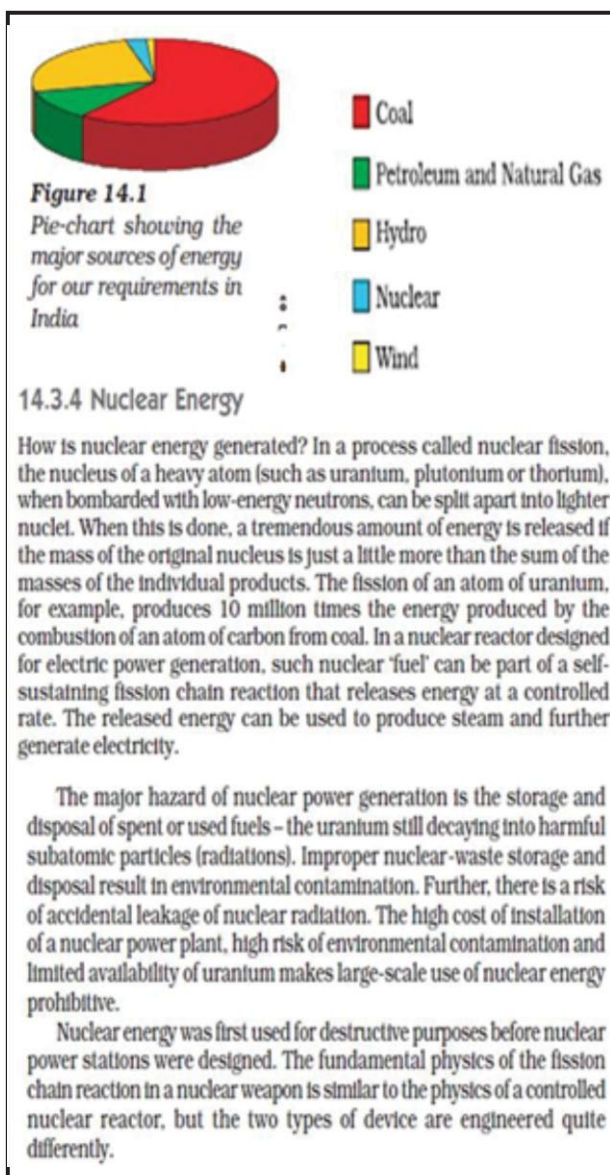 Coal
Petroleum and Natural Gas
Hydro
Nuclear
Wind
Figure 14.1
Pie-chart showing the
major sources of energy
for our requirements in
India
14.3.4 Nuclear Energy
How is nuclear energy generated? In a process called nuclear fission,
the nucleus of a heavy atom (such as uranium, plutonium or thorium),
when bombarded with low-energy neutrons, can be split apart into lighter
nuclei. When this is done, a tremendous amount of energy is released if
the mass of the original nucleus is just a little more than the sum of the
masses of the individual products. The fission of an atom of uranium,
for example, produces 10 million times the energy produced by the
combustion of an atom of carbon from coal. In a nuclear reactor designed
for electric power generation, such nuclear ‘fuel’ can be part of a self-
sustaining fission chain reaction that releases energy at a controlled
rate. The released energy can be used to produce steam and further
generate electricity.
The major hazard of nuclear power generation is the storage and
disposal of spent or used fuels – the uranium still decaying into harmful
subatomic particles (radiations). Improper nuclear-waste storage and
disposal result in environmental contamination. Further, there is a risk
of accidental leakage of nuclear radiation. The high cost of installation
of a nuclear power plant, high risk of environmental contamination and
limited availability of uranium makes large-scale use of nuclear energy
prohibitive.
Nuclear energy was first used for destructive purposes before nuclear
power stations were designed. The fundamental physics of the fission
chain reaction in a nuclear weapon is similar to the physics of a controlled
nuclear reactor, but the two types of device are engineered quite
differently.